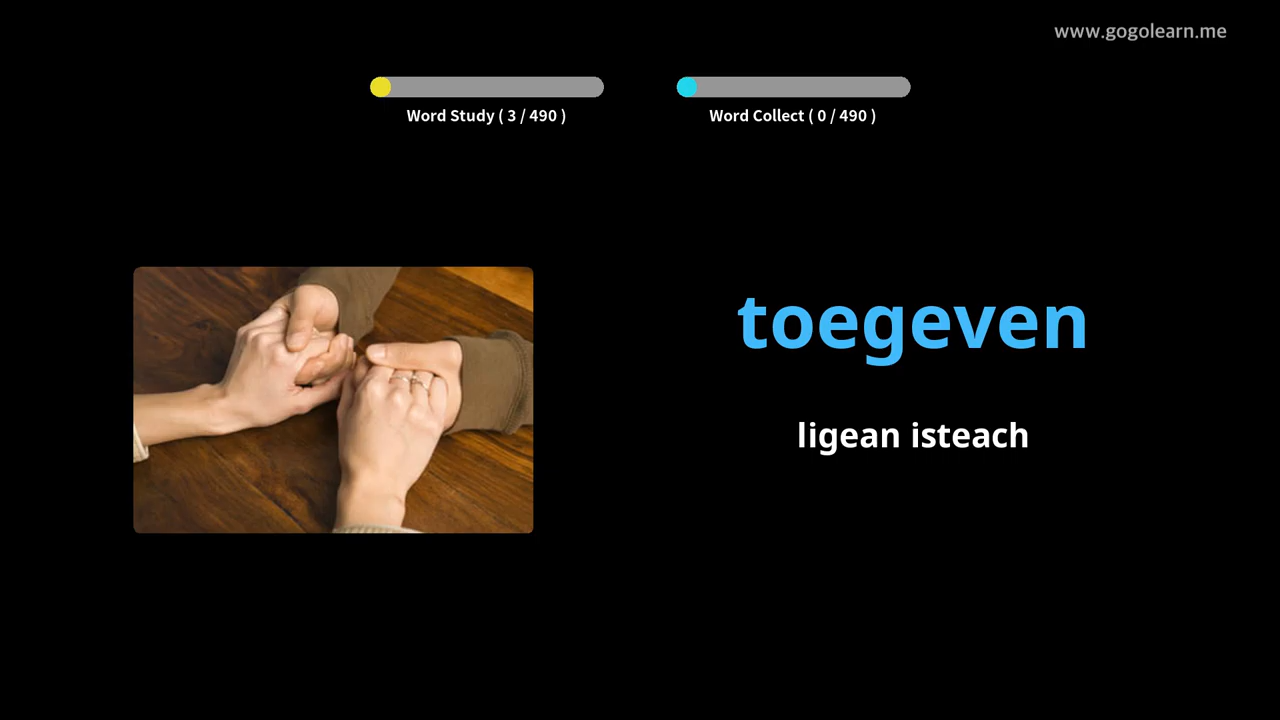 www.gogolearn.me
Word Study ( 3 / 490 )
Word Collect ( 0 / 490 )
toegeven
ligean isteach